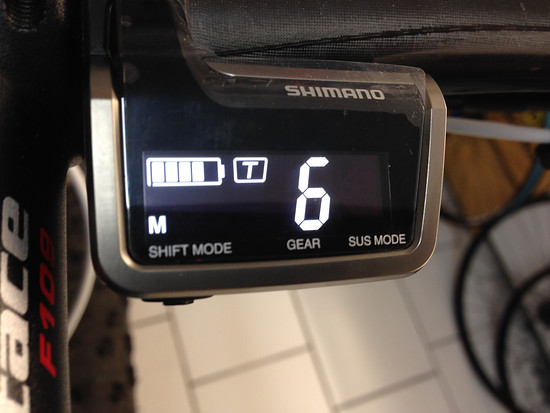 SHIMANO
T 6
M
SHIFT MODE GEAR SUS MODE
race
F109